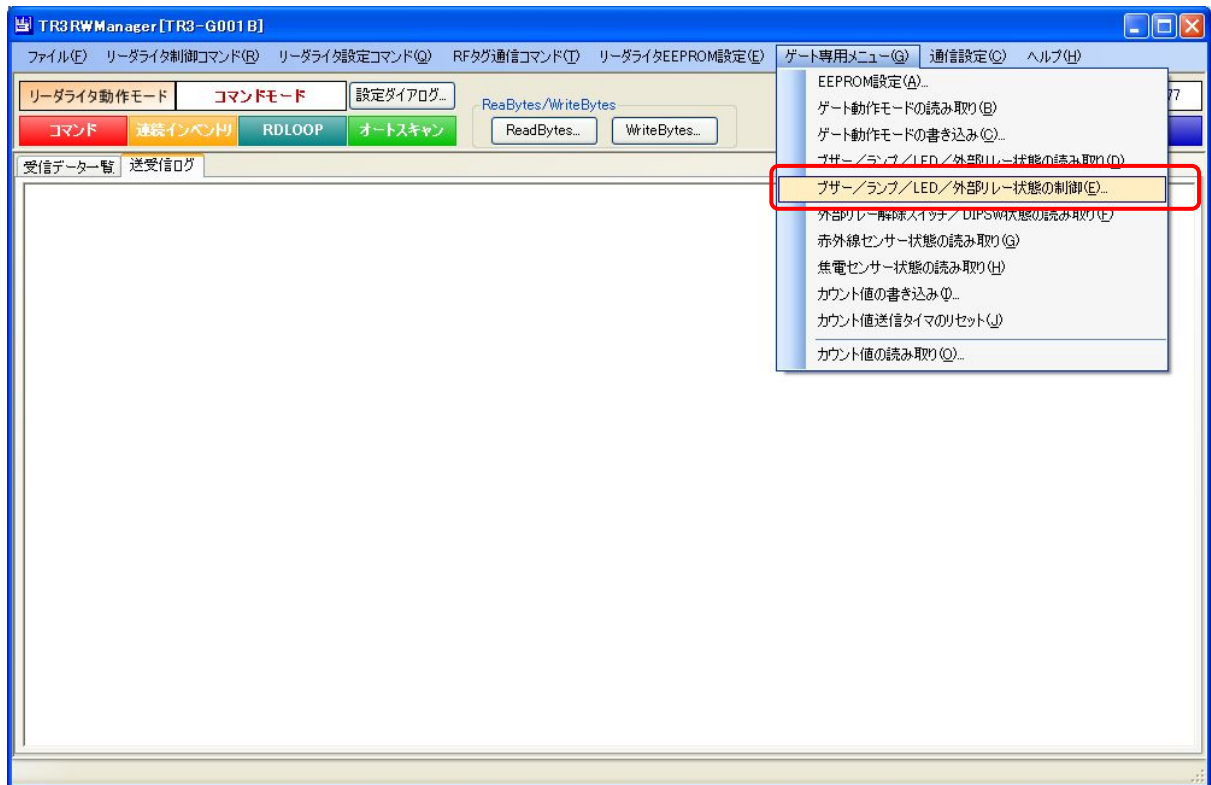 TR3RWManager[TR3-G001B]
ファイル(F) リーダライタ制御コマンド(R) リーダライタ設定コマンド(Q) RFタグ通信コマンド(T) リーダライタEEPROM設定(E) ゲート専用メニュー(G) 通信設定(C) ヘルプ(H)
リーダライタ動作モード コマンドモード 設定ダイアログ... ReaBytes/WriteBytes 77
コマンド 連続インベントリ RDLOOP オートスキャン ReadBytes... WriteBytes...
受信データ一覧 送受信ログ
EEPROM設定(A)...
ゲート動作モードの読み取り(B)
ゲート動作モードの書き込み(C)...
ブザー/ランプ/LED/外部リレー状態の読み取り(D)
ブザー/ランプ/LED/外部リレー状態の制御(E)...
外部リレー解除スイッチ/DIPSW状態の読み取り(F)
赤外線センサー状態の読み取り(G)
焦電センサー状態の読み取り(H)
カウント値の書き込み(I)...
カウント値送信タイマのリセット(J)
カウント値の読み取り(O)...